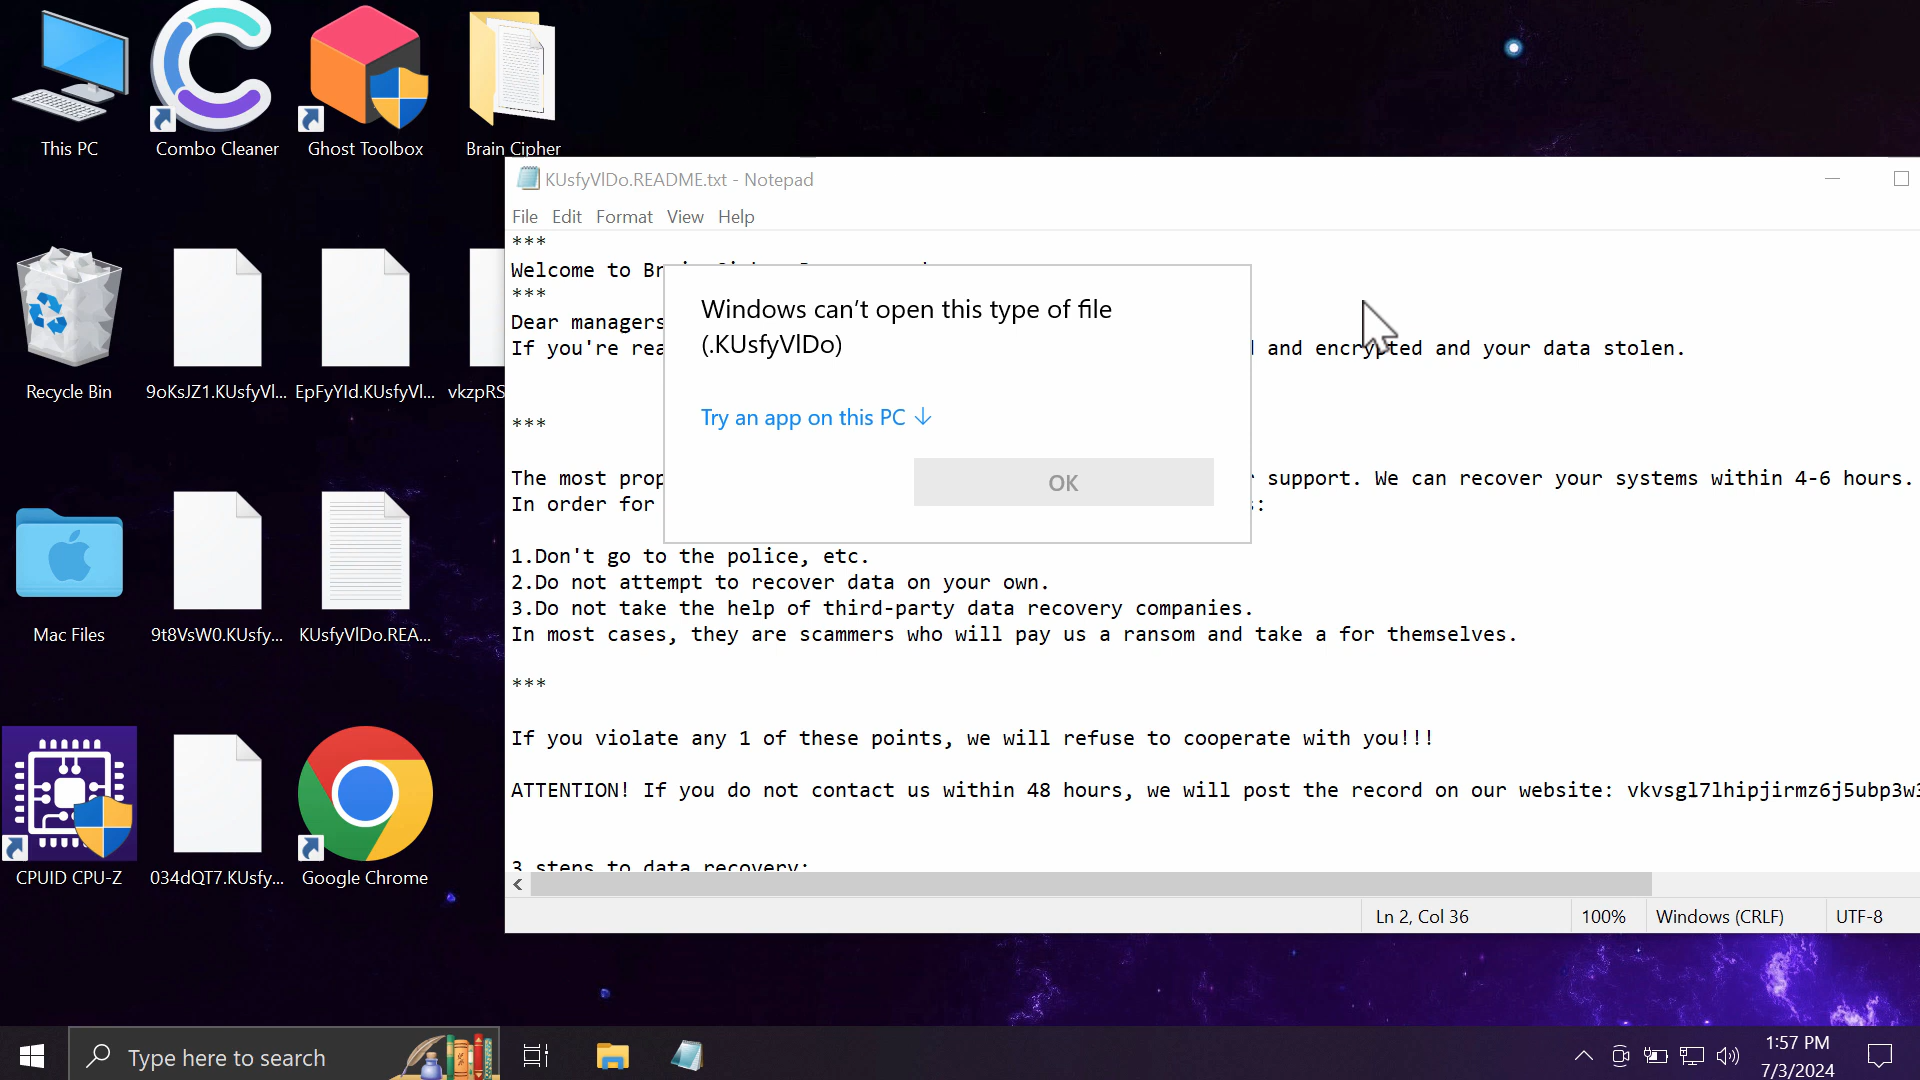 This PC
Combo Cleaner
Ghost Toolbox
Brain Cipher
Recycle Bin
9oKsJZ1.KUsfyVl...
EpFyYId.KUsfyVl...
vkzpRS
Mac Files
9t8VsW0.KUsfy...
KUsfyVlDo.REA...
CPUID CPU-Z
034dQT7.KUsfy...
Google Chrome
KUsfyVlDo.README.txt - Notepad
File Edit Format View Help
***
Welcome to Br
***
Dear managers
If you're rea and encrypted and your data stolen.
Windows can't open this type of file
(.KUsfyVlDo)
Try an app on this PC ↓
OK
***
The most prop support. We can recover your systems within 4-6 hours.
In order for :
1.Don't go to the police, etc.
2.Do not attempt to recover data on your own.
3.Do not take the help of third-party data recovery companies.
In most cases, they are scammers who will pay us a ransom and take a for themselves.
***
If you violate any 1 of these points, we will refuse to cooperate with you!!!
ATTENTION! If you do not contact us within 48 hours, we will post the record on our website: vkvsgl7lhipjirmz6j5ubp3w3
3 steps to data recovery:
Ln 2, Col 36
100%
Windows (CRLF)
UTF-8
Type here to search
1:57 PM
7/3/2024